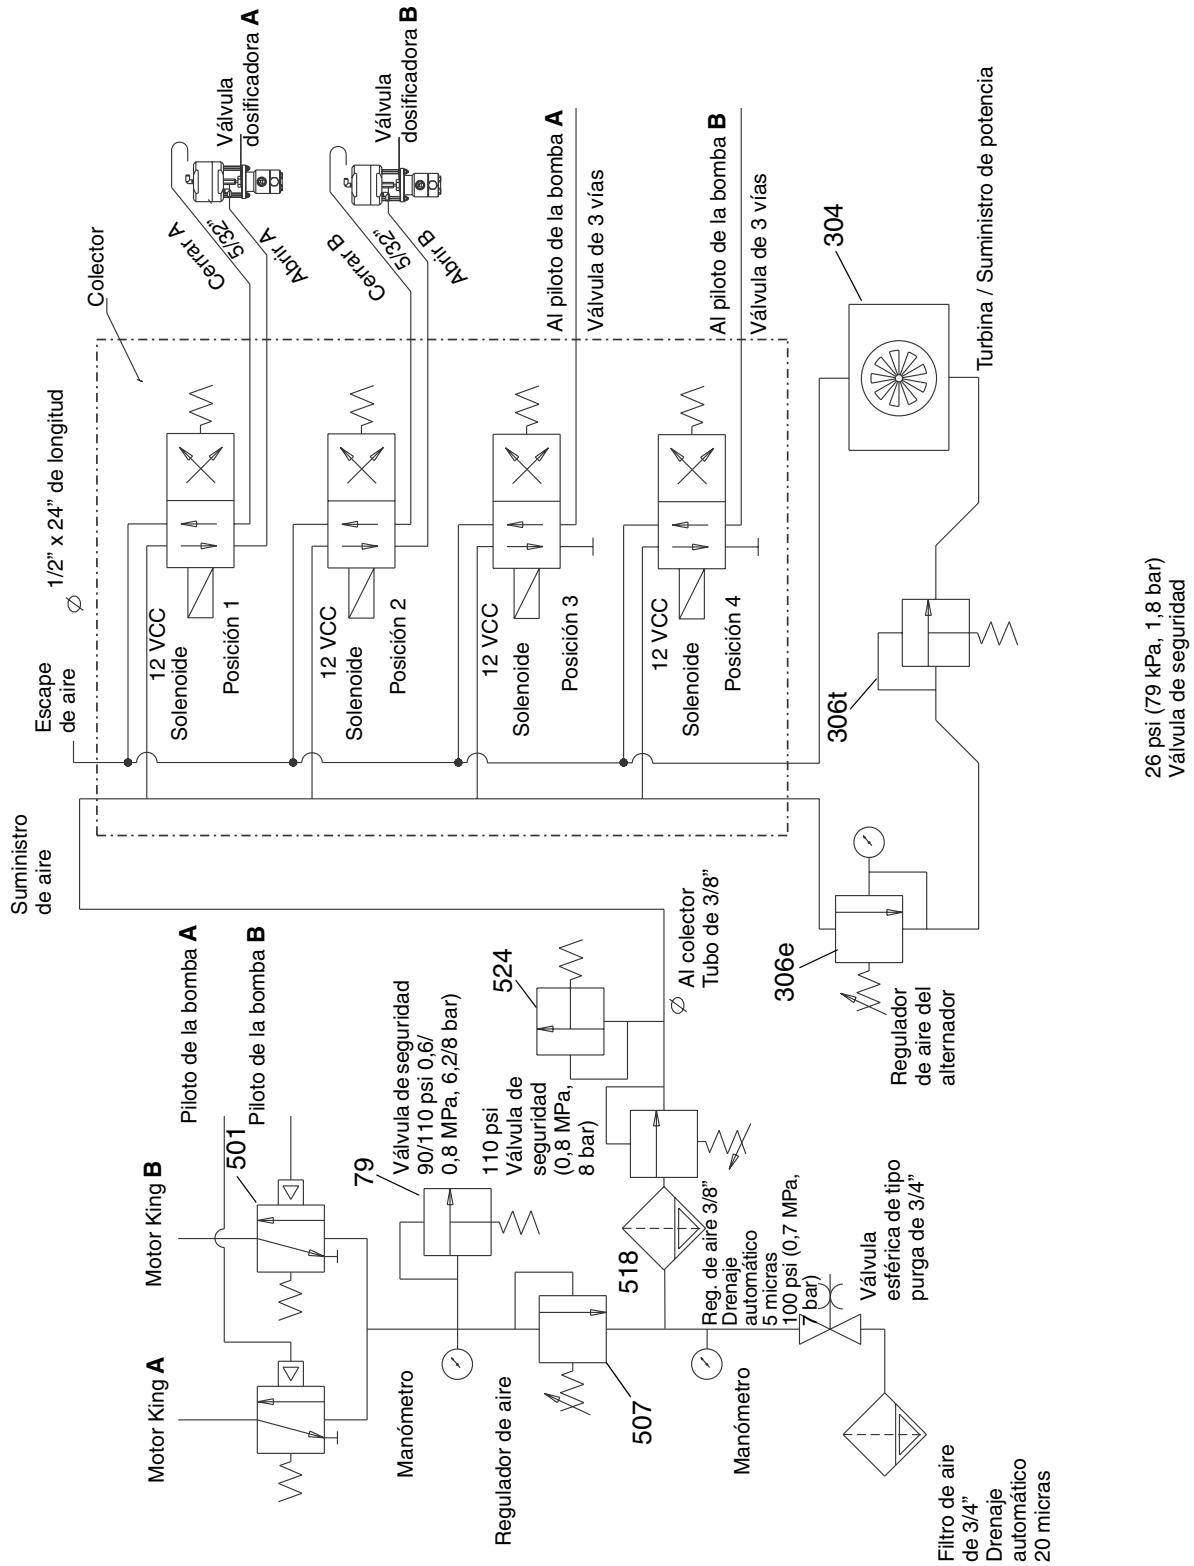 Válvula
dosificadora A
Válvula
dosificadora B
Cerrar A
5/32”
Abrir A
Cerrar B
5/32”
Abrir B
Al piloto de la bomba A
Válvula de 3 vías
Al piloto de la bomba B
Válvula de 3 vías
Colector
1/2” x 24” de longitud
Escape
de aire
Suministro
de aire
12 VCC
Solenoide
Posición 1
12 VCC
Solenoide
Posición 2
12 VCC
Solenoide
Posición 3
12 VCC
Solenoide
Posición 4
304
Turbina / Suministro de potencia
306t
26 psi (79 kPa, 1,8 bar)
Válvula de seguridad
306e
Regulador
de aire del
alternador
Al colector
Tubo de 3/8”
524
Piloto de la bomba A
Piloto de la bomba B
501
Motor King B
Motor King A
79
Válvula de seguridad
90/110 psi 0,6/
0,8 MPa, 6,2/8 bar)
110 psi
Válvula de
seguridad
(0,8 MPa,
8 bar)
518
Reg. de aire 3/8”
Drenaje
automático
5 micras
100 psi (0,7 MPa,
7 bar)
Válvula
esférica de tipo
purga de 3/4”
Manómetro
Regulador de aire
507
Manómetro
Filtro de aire
de 3/4”
Drenaje
automático
20 micras